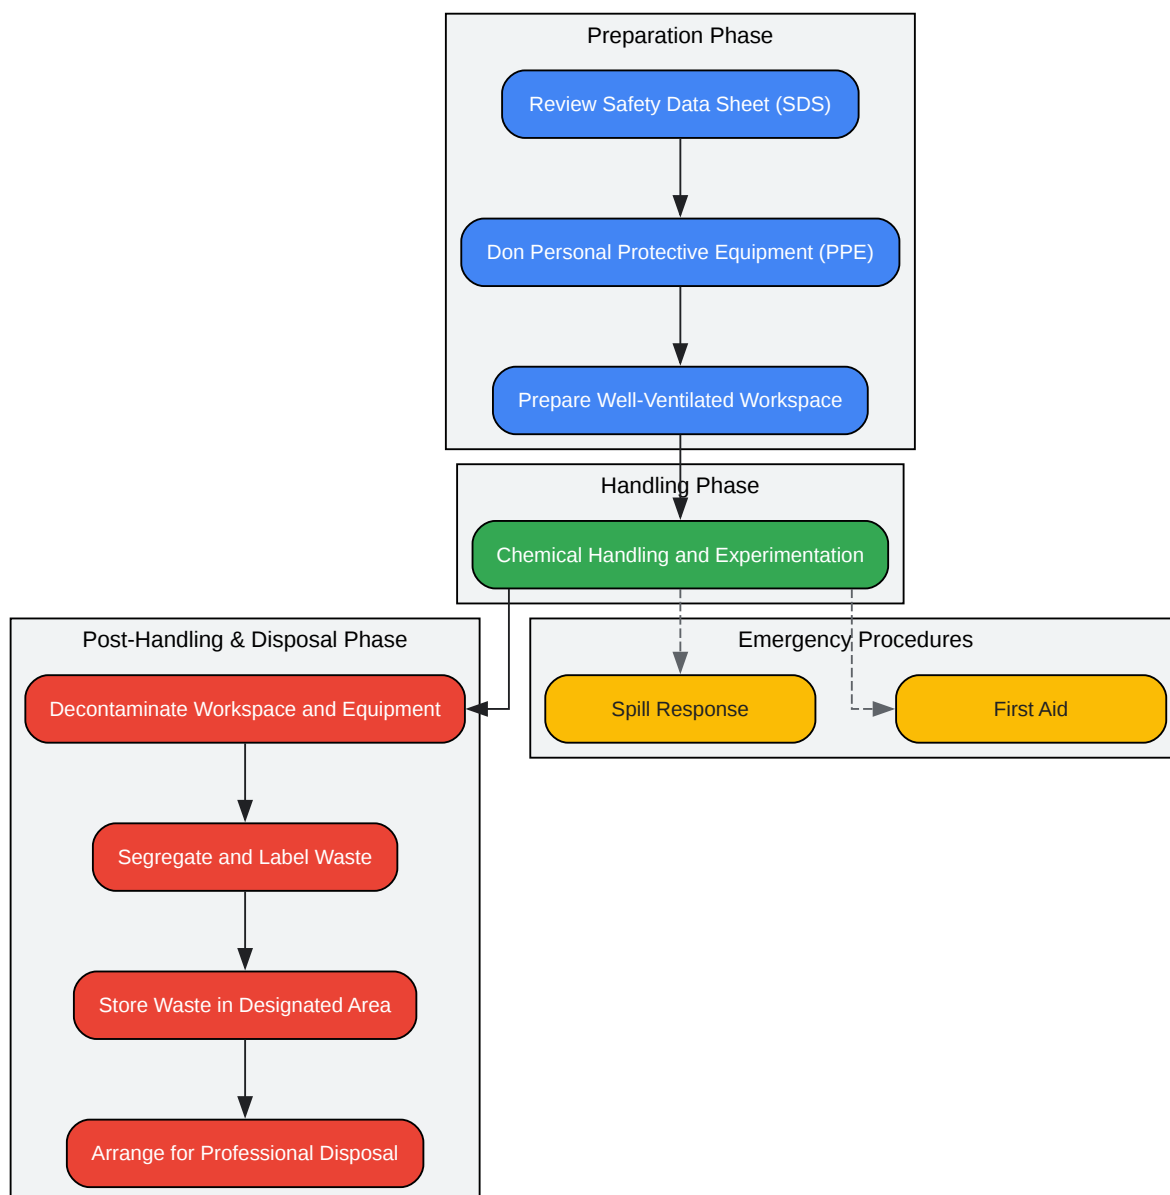 Preparation Phase
Review Safety Data Sheet (SDS)
Don Personal Protective Equipment (PPE)
Prepare Well-Ventilated Workspace
Handling Phase
Chemical Handling and Experimentation
Post-Handling & Disposal Phase
Decontaminate Workspace and Equipment
Segregate and Label Waste
Store Waste in Designated Area
Arrange for Professional Disposal
Emergency Procedures
Spill Response
First Aid